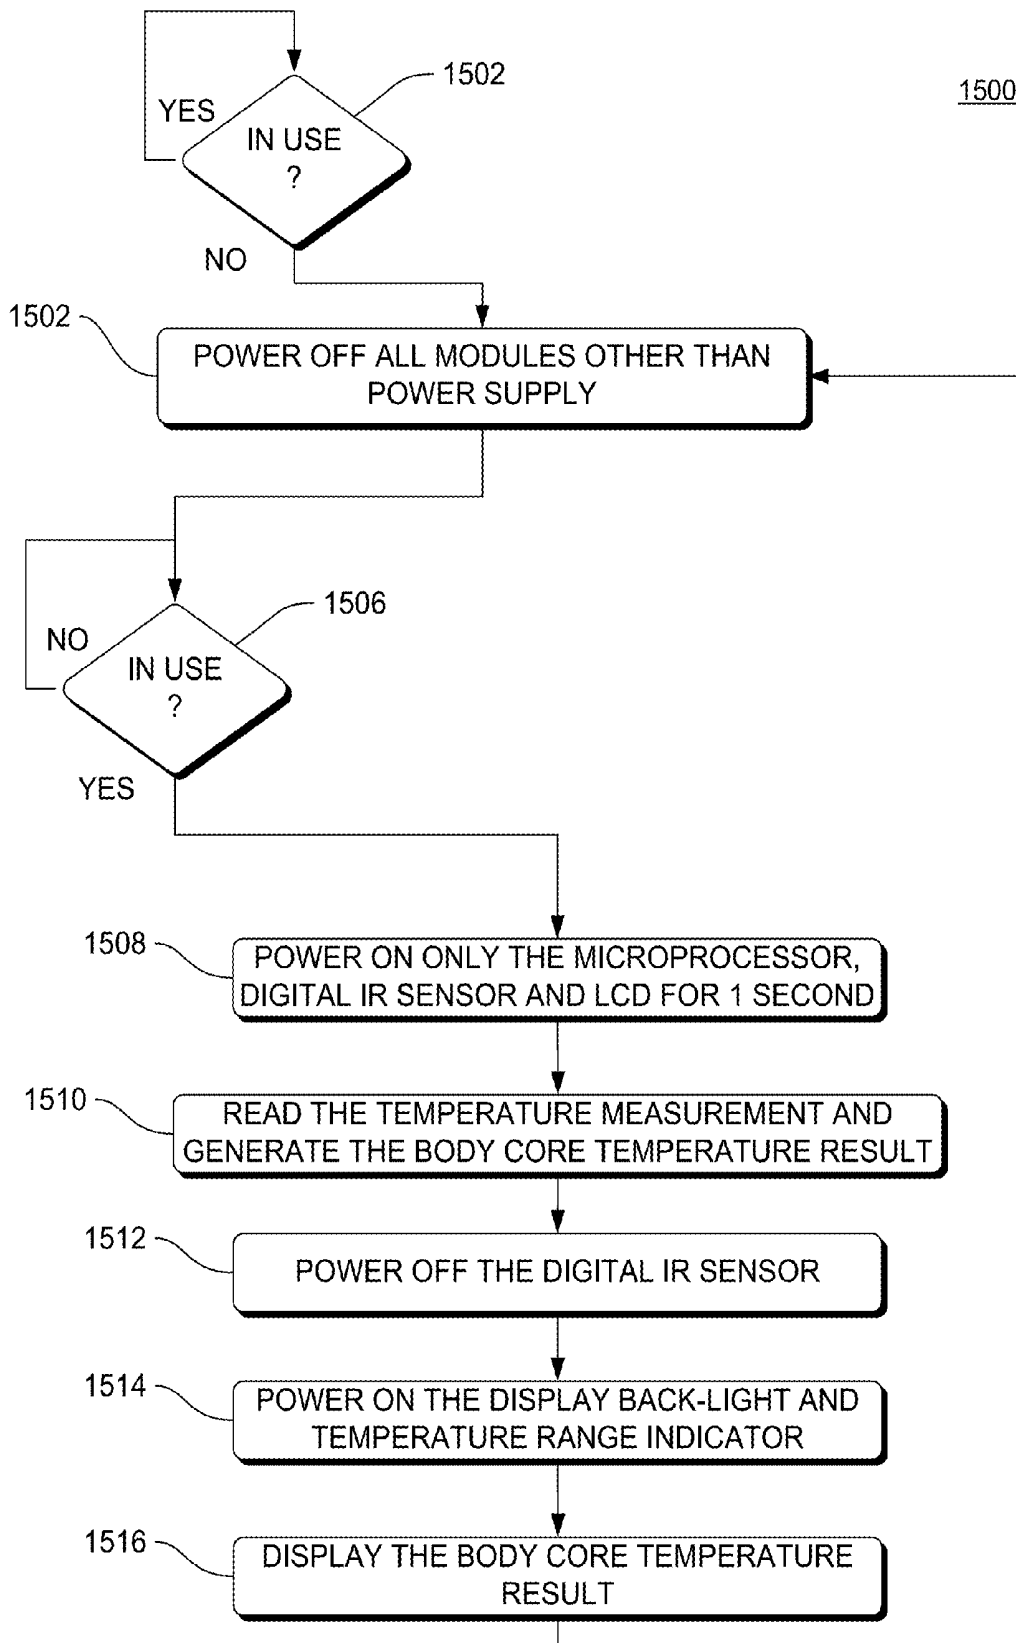 1502
1500
YES
IN USE
?
NO
1502
POWER OFF ALL MODULES OTHER THAN
POWER SUPPLY
1506
NO
IN USE
?
YES
1508
POWER ON ONLY THE MICROPROCESSOR,
DIGITAL IR SENSOR AND LCD FOR 1 SECOND
1510
READ THE TEMPERATURE MEASUREMENT AND
GENERATE THE BODY CORE TEMPERATURE RESULT
1512
POWER OFF THE DIGITAL IR SENSOR
1514
POWER ON THE DISPLAY BACK-LIGHT AND
TEMPERATURE RANGE INDICATOR
1516
DISPLAY THE BODY CORE TEMPERATURE
RESULT